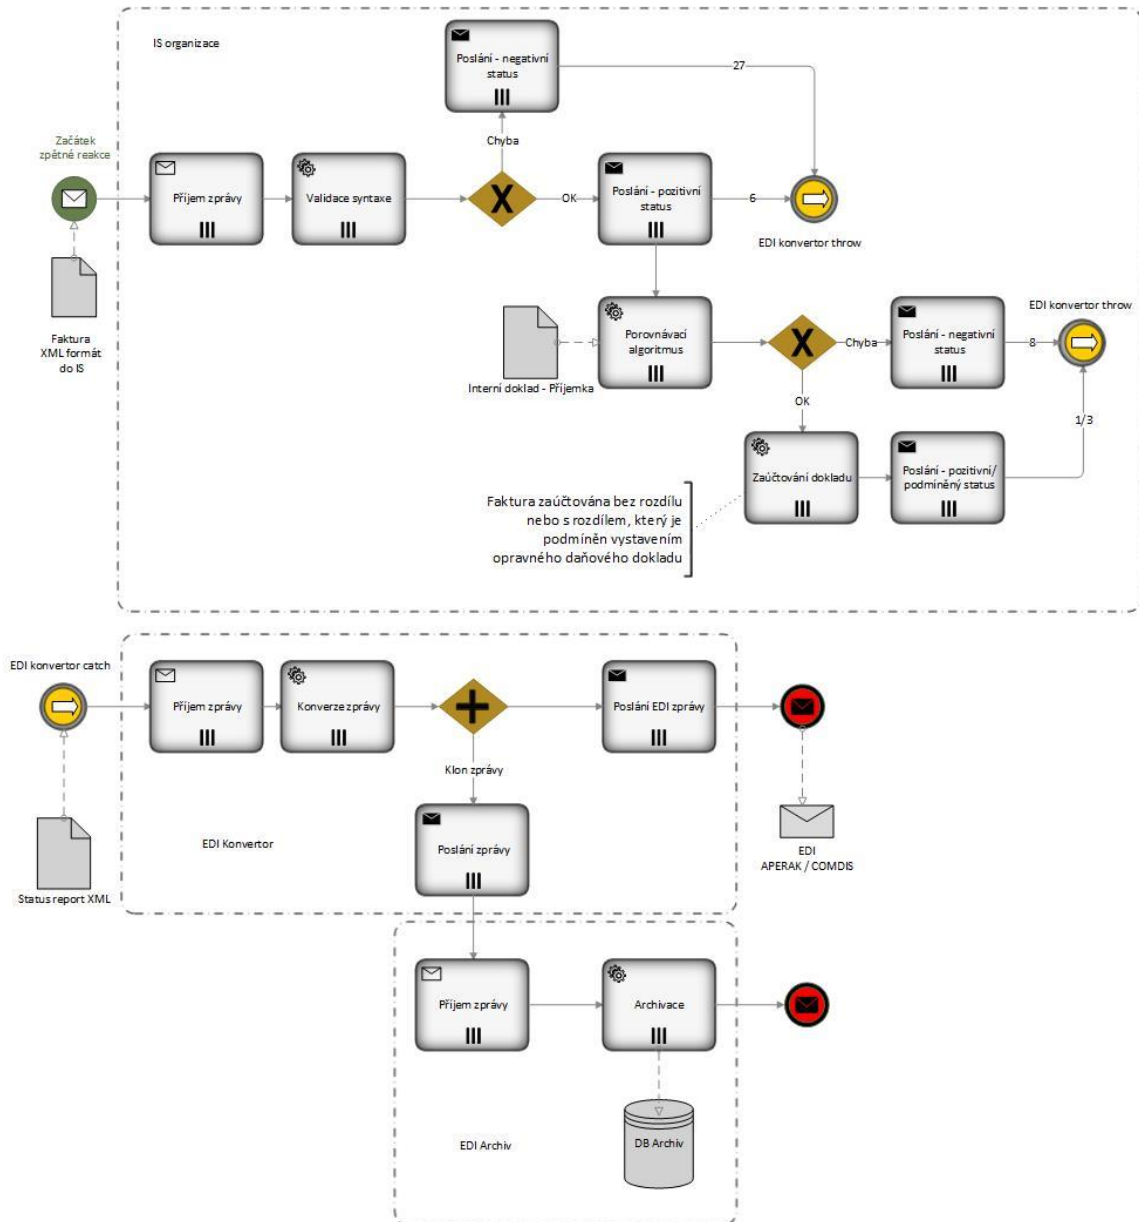 IS organizace
Poslání - negativní
status
27
Chyba
Začátek
zpětné reakce
Příjem zprávy
Validace syntaxe
X
OK
Poslání - pozitivní
status
6
EDI konvertor throw
Faktura
XML formát
do IS
Interní doklad - Příjemka
Porovnávací
algoritmus
X
Chyba
Poslání - negativní
status
8
EDI konvertor throw
OK
1/3
Zaúčtování dokladu
Poslání - pozitivní/
podmíněný status
Faktura zaúčtována bez rozdílu
nebo s rozdílem, který je
podmíněn vystavením
opravného daňového dokladu
EDI konvertor catch
Příjem zprávy
Konverze zprávy
Poslání EDI zprávy
Klon zprávy
Poslání zprávy
EDI Konvertor
Status report XML
EDI
APERAK / COMDIS
Příjem zprávy
Archivace
DB Archiv
EDI Archiv